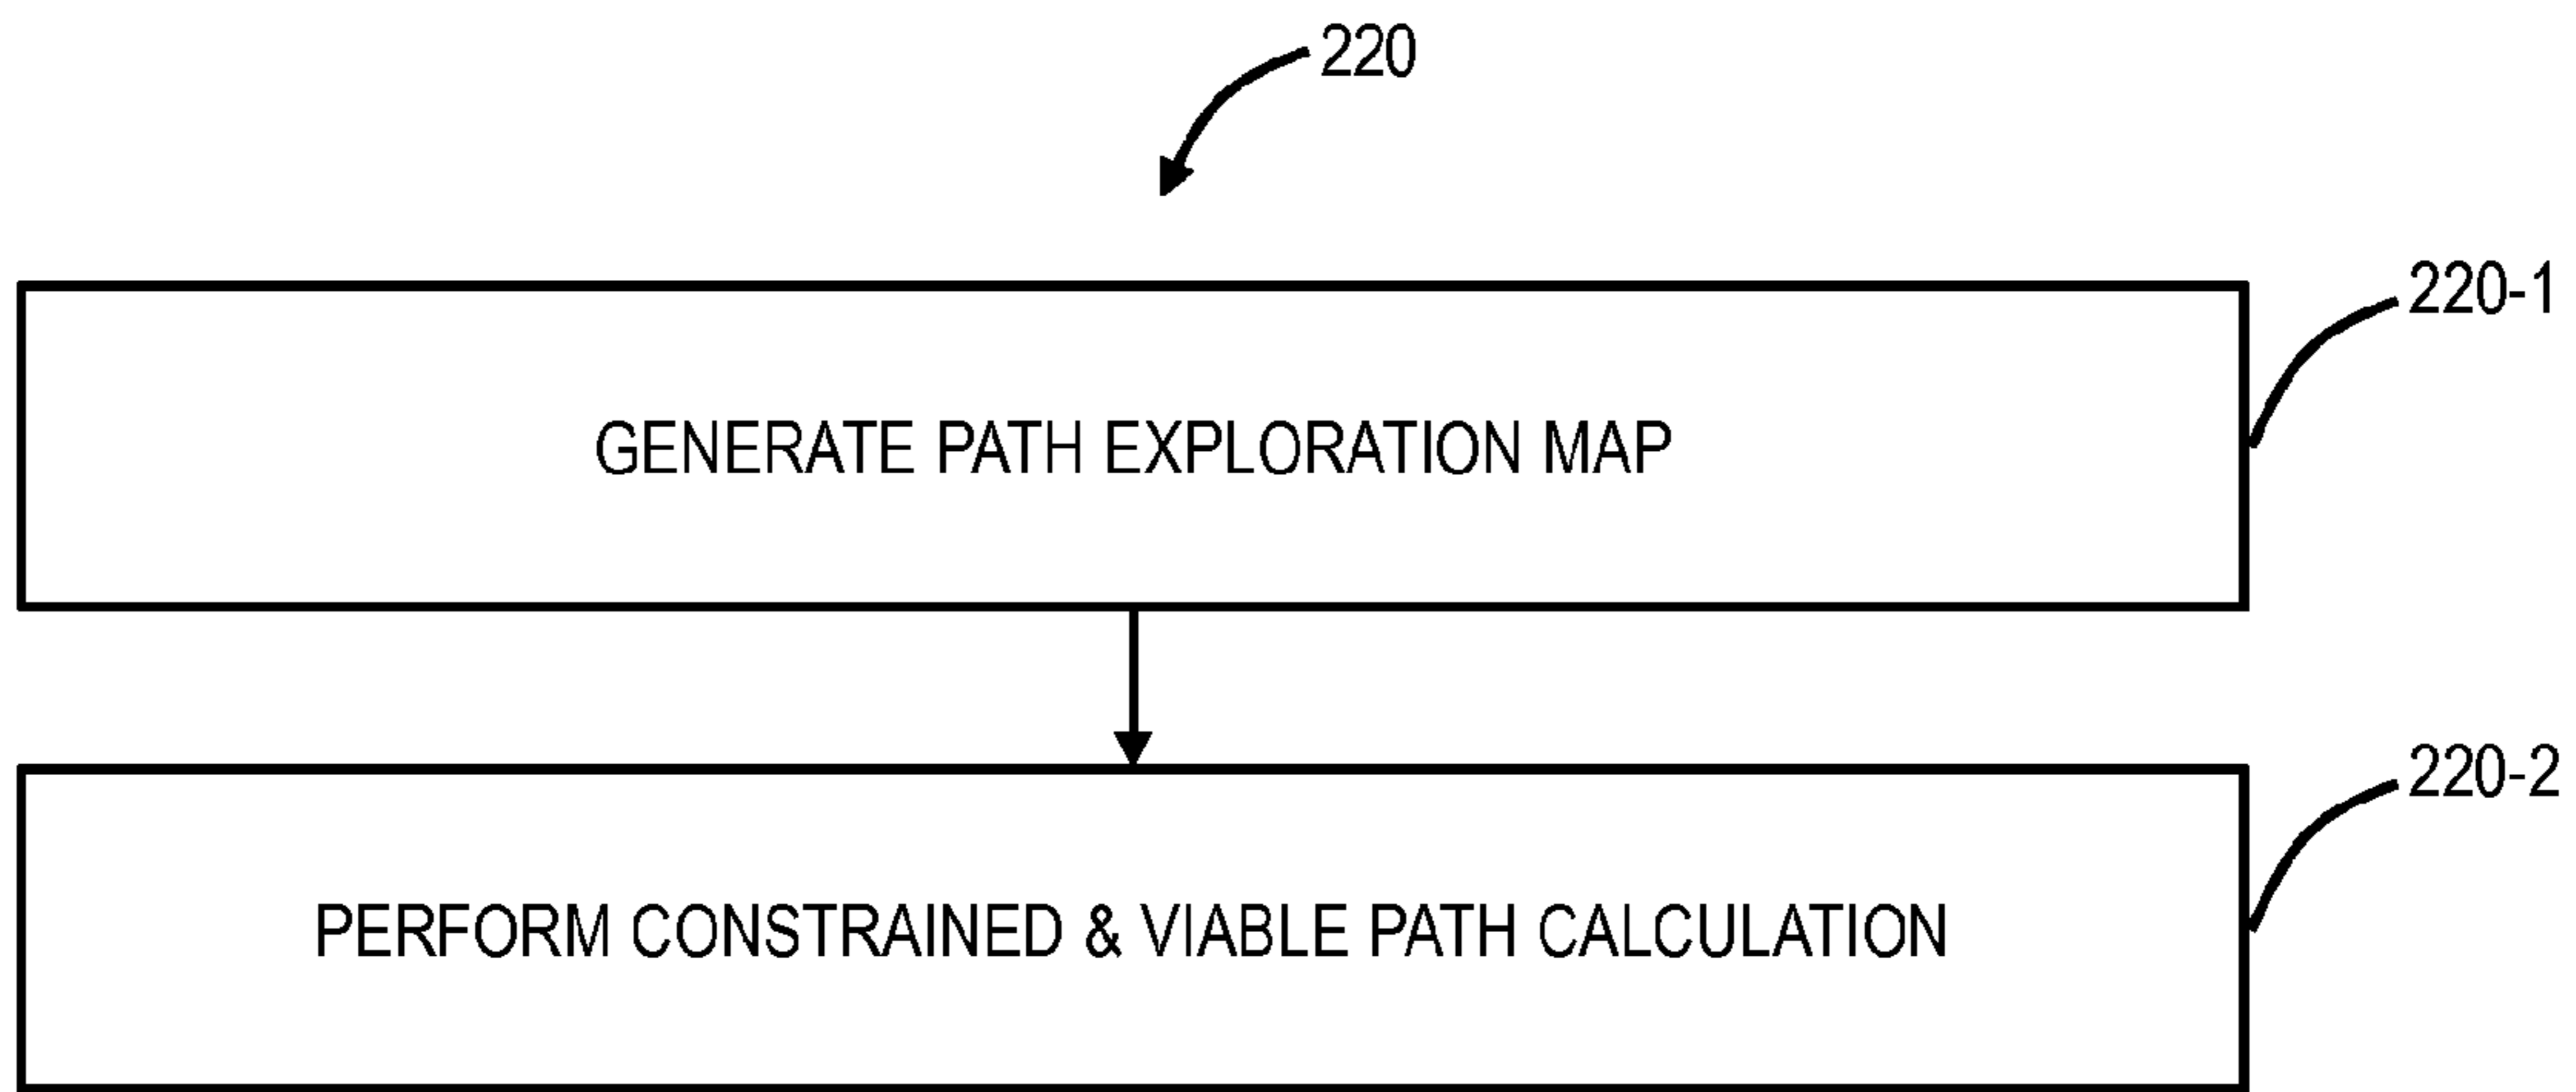 220
220-1
GENERATE PATH EXPLORATION MAP
220-2
PERFORM CONSTRAINED & VIABLE PATH CALCULATION